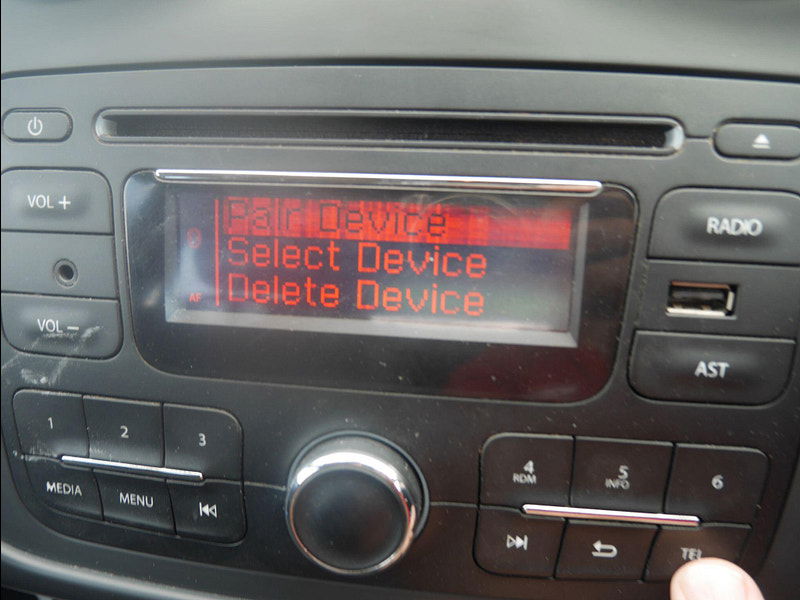 VOL +
Pair Device
RADIO
Select Device
AF
Delete Device
VOL −
AST
1
2
3
4
RDM
5
INFO
6
MEDIA
MENU
TEL